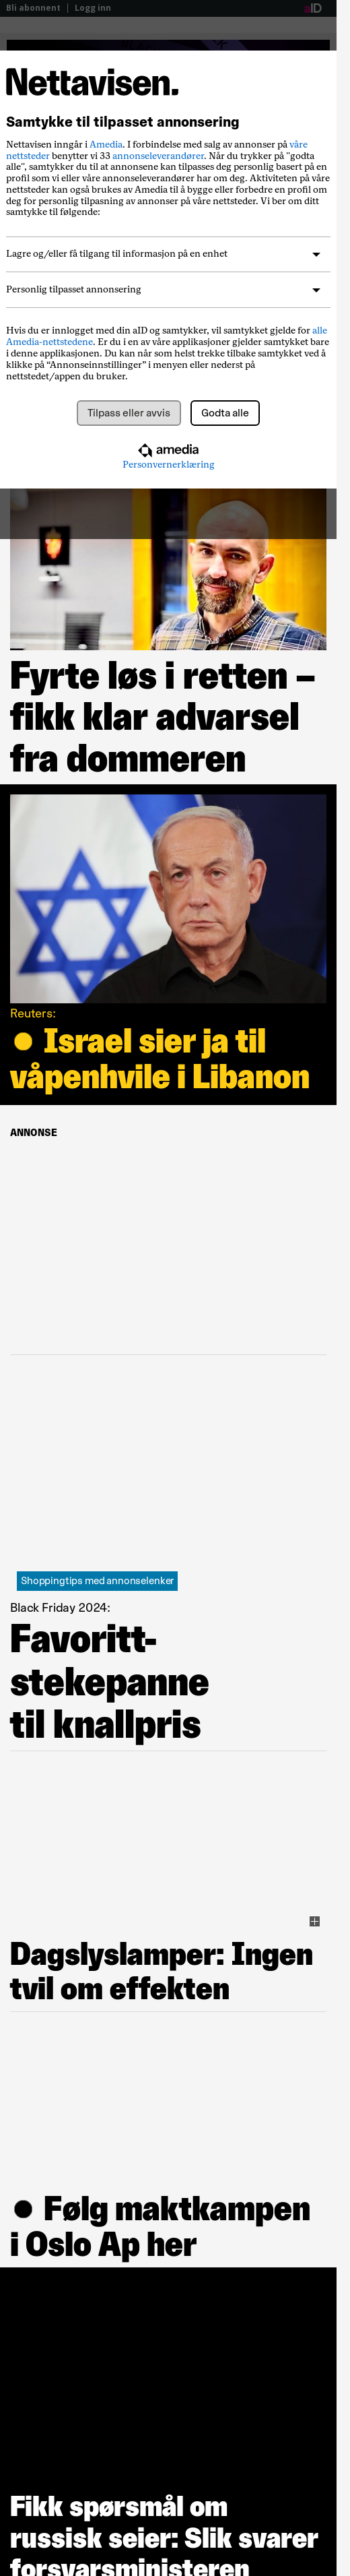 Bli abonnent | Logg inn aID
Nettavisen.
Samtykke til tilpasset annonsering
Nettavisen inngår i Amedia. I forbindelse med salg av annonser på våre
nettsteder benytter vi 33 annonseleverandører. Når du trykker på "godta
alle", samtykker du til at annonsene kan tilpasses deg personlig basert på en
profil som vi eller våre annonseleverandører har om deg. Aktiviteten på våre
nettsteder kan også brukes av Amedia til å bygge eller forbedre en profil om
deg for personlig tilpasning av annonser på våre nettsteder. Vi ber om ditt
samtykke til følgende:
Lagre og/eller få tilgang til informasjon på en enhet
Personlig tilpasset annonsering
Hvis du er innlogget med din aID og samtykker, vil samtykket gjelde for alle
Amedia-nettstedene. Er du i en av våre applikasjoner gjelder samtykket bare
i denne applikasjonen. Du kan når som helst trekke tilbake samtykket ved å
klikke på “Annonseinnstillinger” i menyen eller nederst på
nettstedet/appen du bruker.
Tilpass eller avvis Godta alle
amedia
Personvernerklæring
Fyrte løs i retten –
fikk klar advarsel
fra dommeren
Reuters:
● Israel sier ja til
våpenhvile i Libanon
ANNONSE
Shoppingtips med annonselenker
Black Friday 2024:
Favoritt-
stekepanne
til knallpris
Dagslyslamper: Ingen
tvil om effekten
● Følg maktkampen
i Oslo Ap her
Fikk spørsmål om
russisk seier: Slik svarer
forsvarsministeren